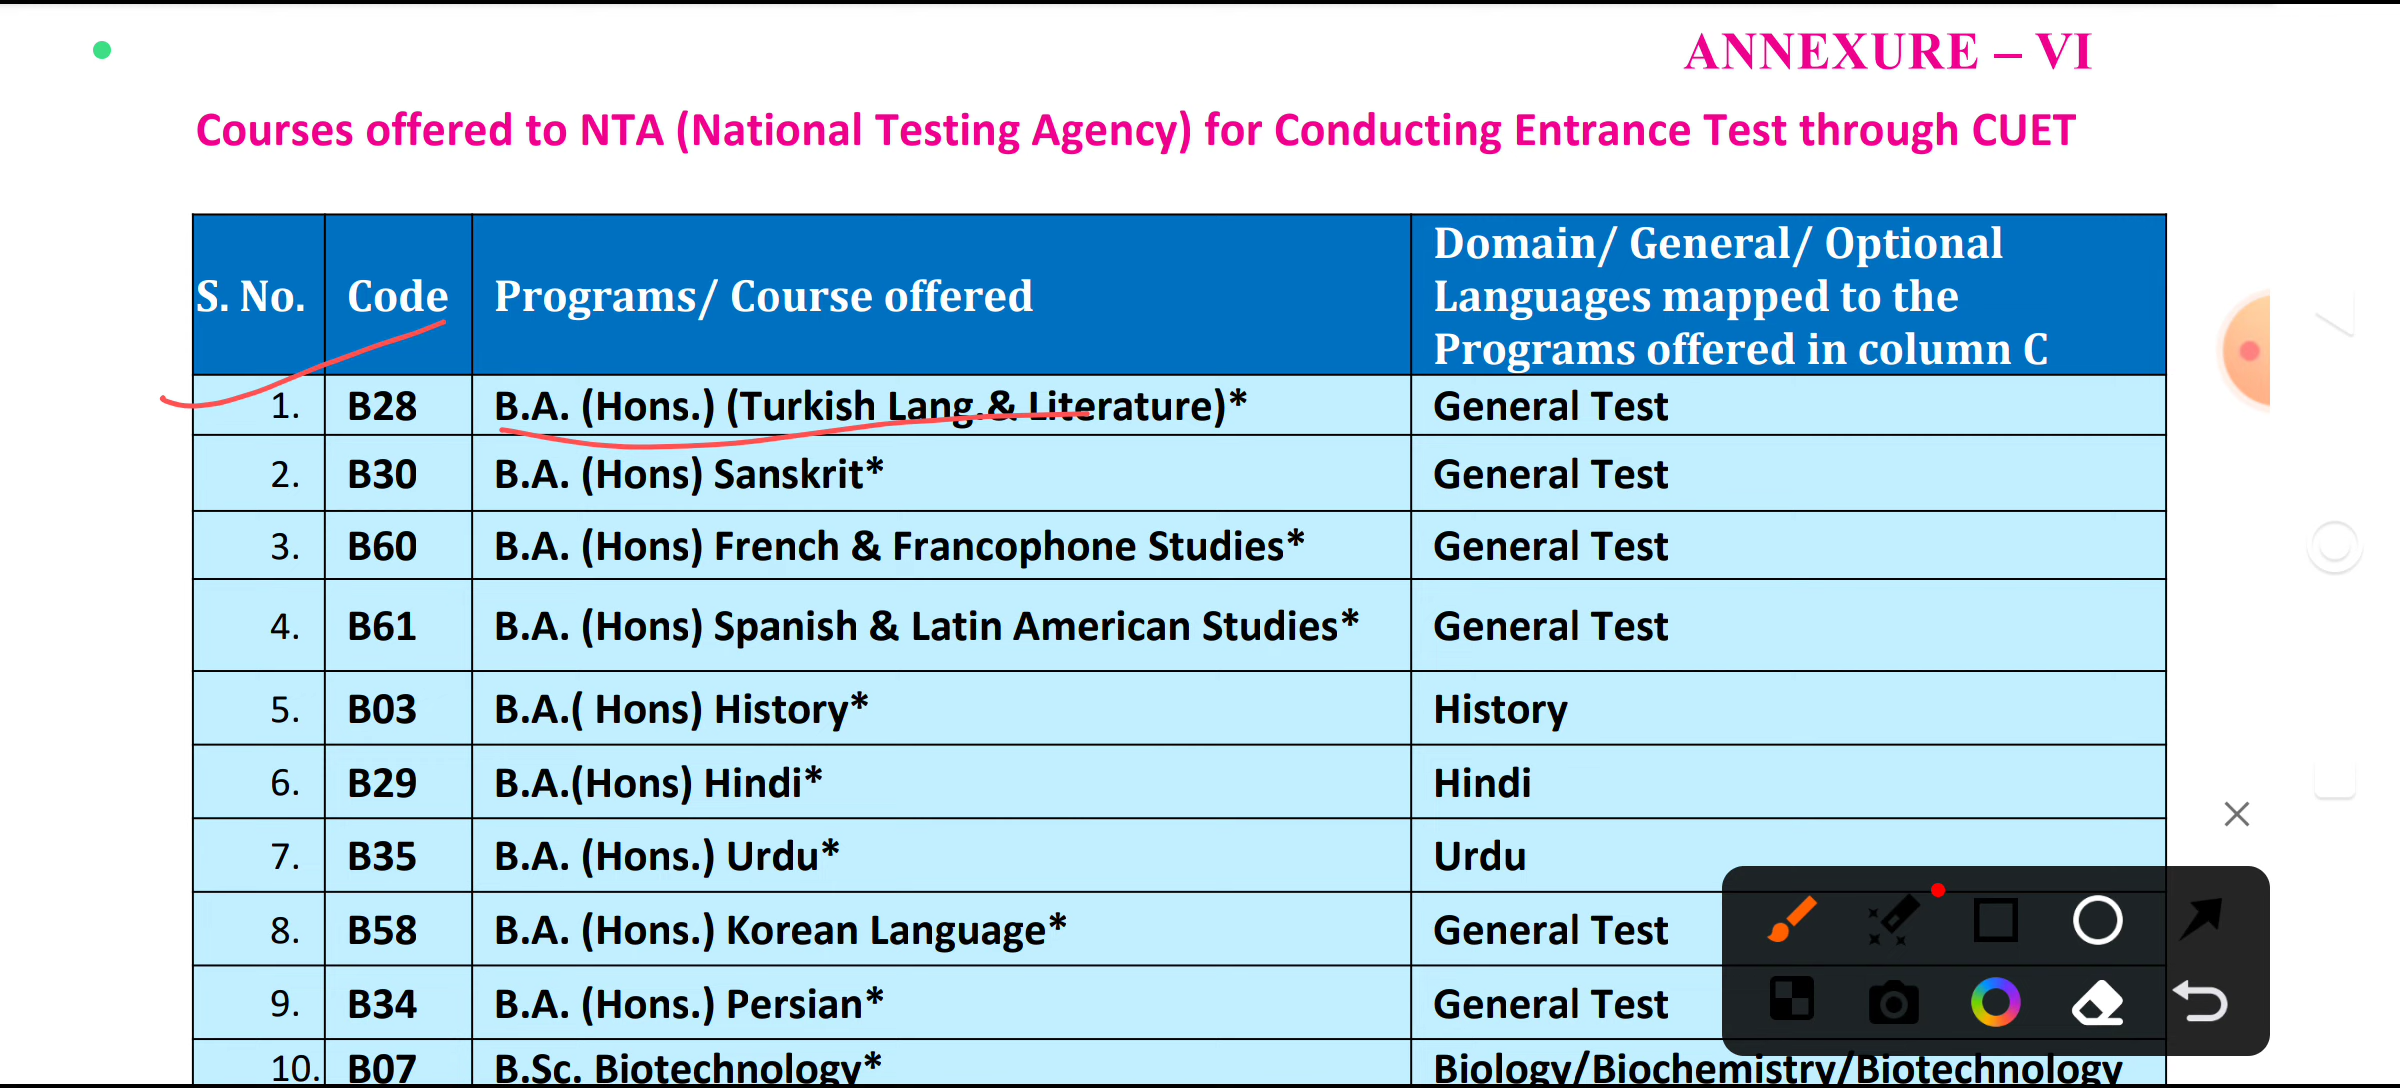 ANNEXURE – VI
Courses offered to NTA (National Testing Agency) for Conducting Entrance Test through CUET
S. No. Code Programs/ Course offered Domain/ General/ Optional
Languages mapped to the
Programs offered in column C
1. B28 B.A. (Hons.) (Turkish Lang.& Literature)* General Test
2. B30 B.A. (Hons) Sanskrit* General Test
3. B60 B.A. (Hons) French & Francophone Studies* General Test
4. B61 B.A. (Hons) Spanish & Latin American Studies* General Test
5. B03 B.A.( Hons) History* History
6. B29 B.A.(Hons) Hindi* Hindi
7. B35 B.A. (Hons.) Urdu* Urdu
8. B58 B.A. (Hons.) Korean Language* General Test
9. B34 B.A. (Hons.) Persian* General Test
10. B07 B.Sc. Biotechnology* Biology/Biochemistry/Biotechnology